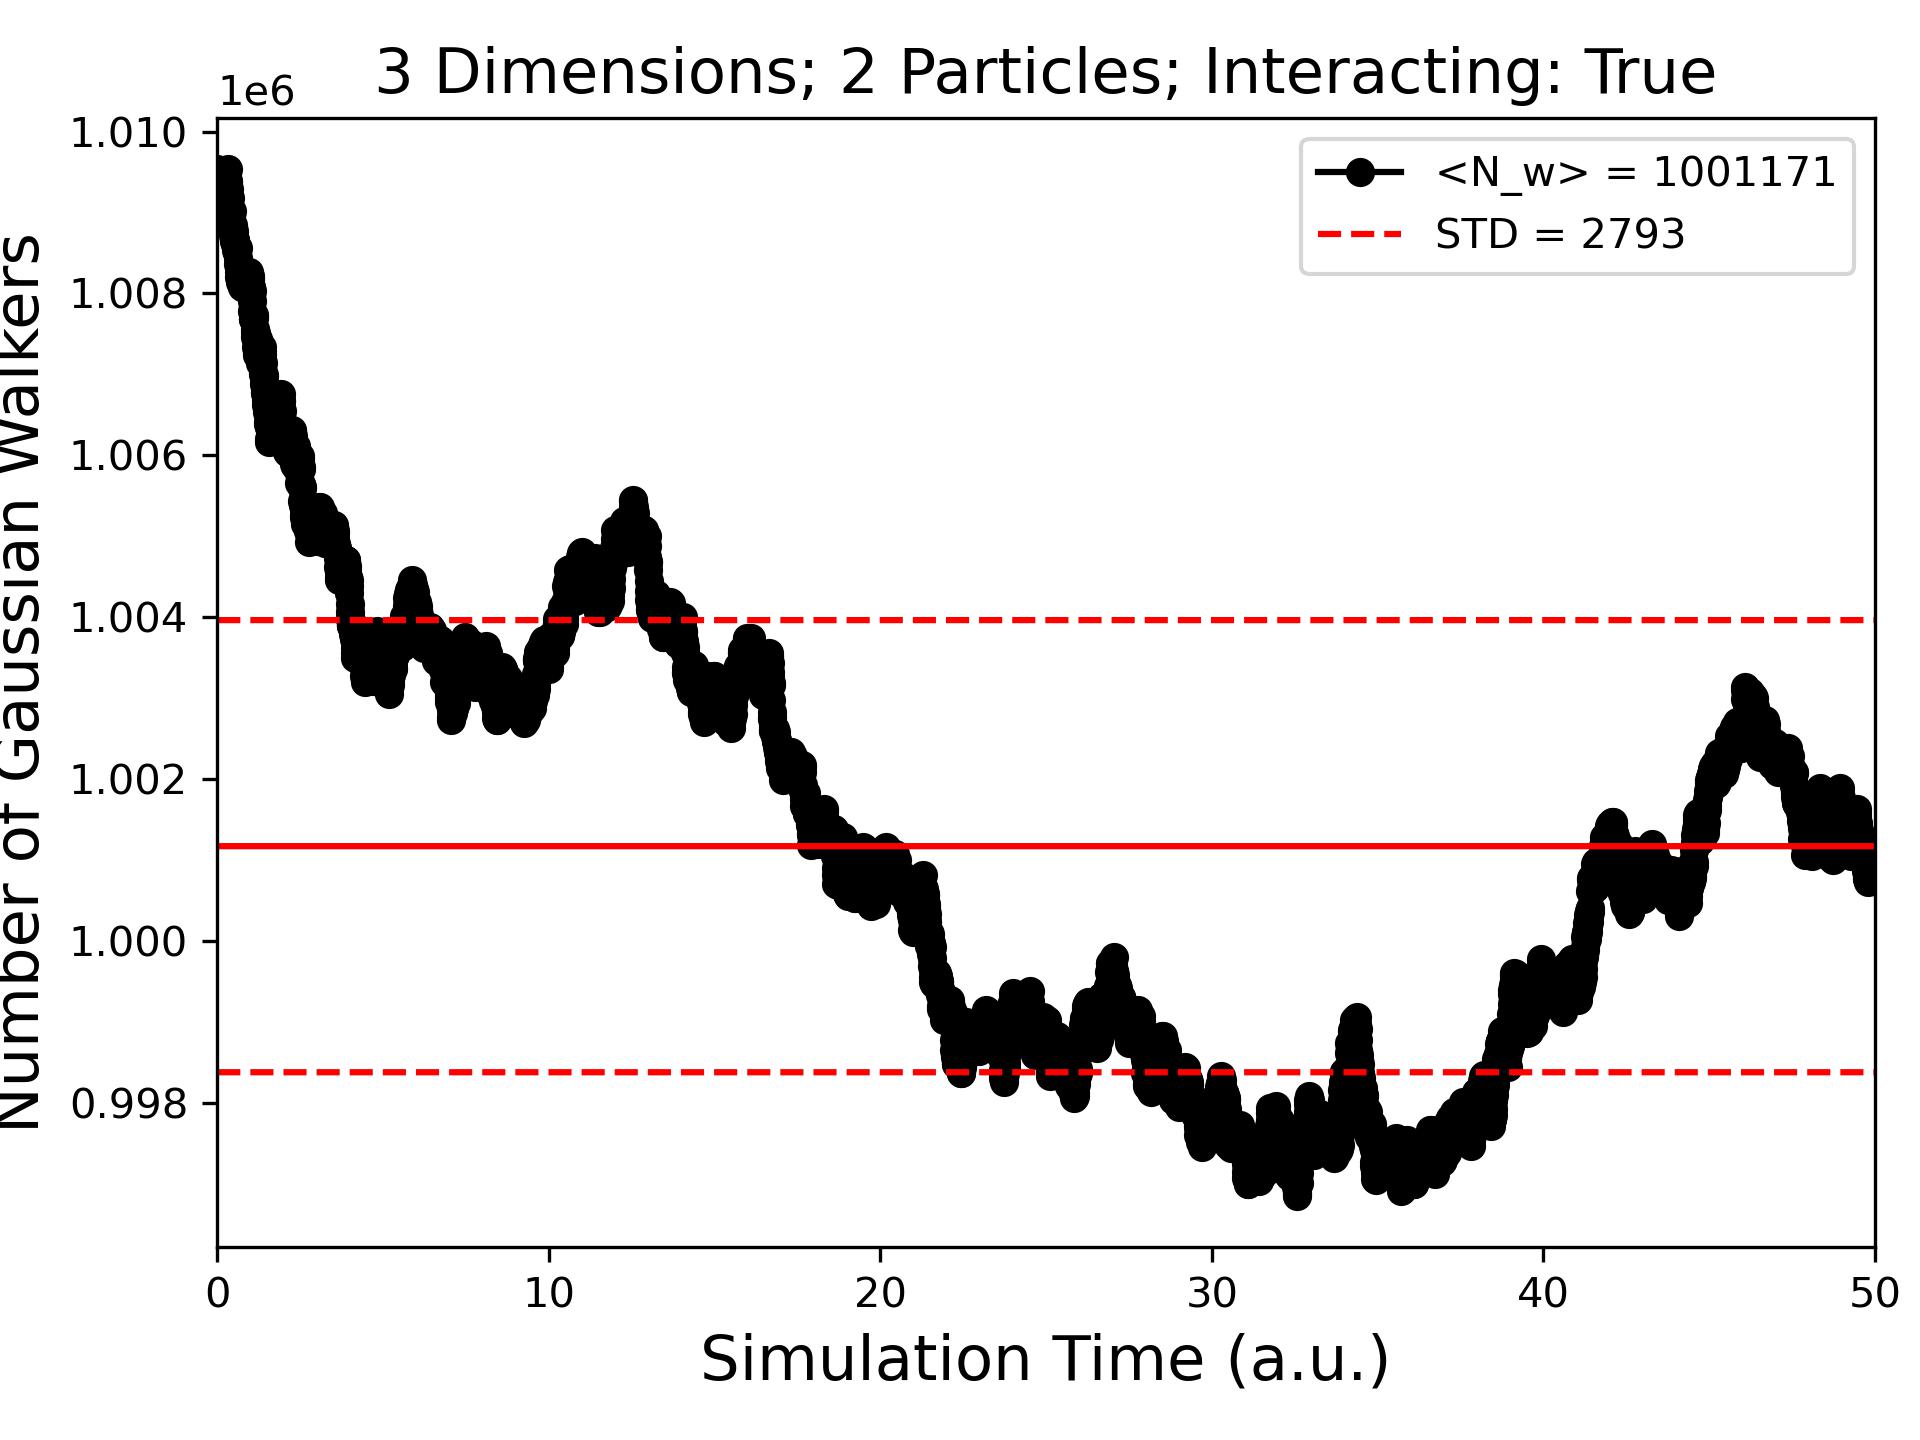 3 Dimensions; 2 Particles; Interacting: True
1e6
<N_w> = 1001171
STD = 2793
Number of Gaussian Walkers
1.010
1.008
1.006
1.004
1.002
1.000
0.998
0 10 20 30 40 50
Simulation Time (a.u.)